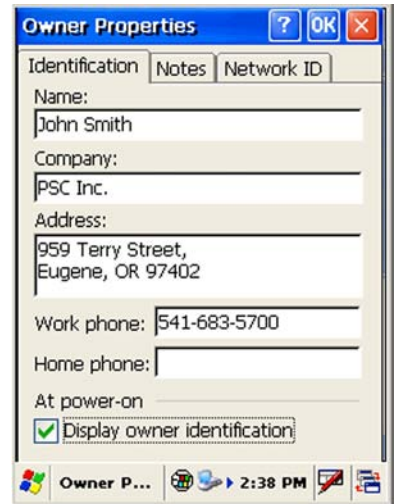 Owner Properties ? OK ×
Identification Notes Network ID
Name:
John Smith
Company:
PSC Inc.
Address:
959 Terry Street,
Eugene, OR 97402
Work phone: 541-683-5700
Home phone:
At power-on
Display owner identification
Owner P... 2:38 PM